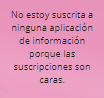 No estoy suscrita a
ninguna aplicación
de información
porque las
suscripciones son
caras.